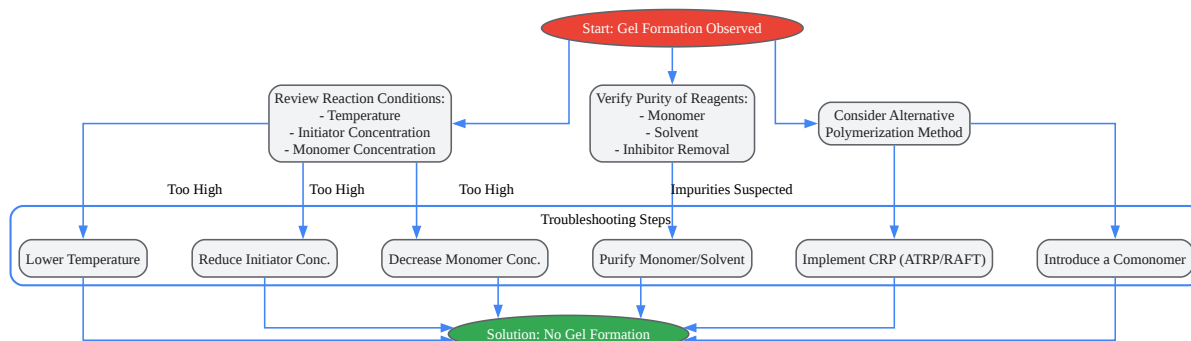 Start: Gel Formation Observed
Review Reaction Conditions:
- Temperature
- Initiator Concentration
- Monomer Concentration
Verify Purity of Reagents:
- Monomer
- Solvent
- Inhibitor Removal
Consider Alternative
Polymerization Method
Too High
Too High
Too High
Impurities Suspected
Troubleshooting Steps
Lower Temperature
Reduce Initiator Conc.
Decrease Monomer Conc.
Purify Monomer/Solvent
Implement CRP (ATRP/RAFT)
Introduce a Comonomer
Solution: No Gel Formation